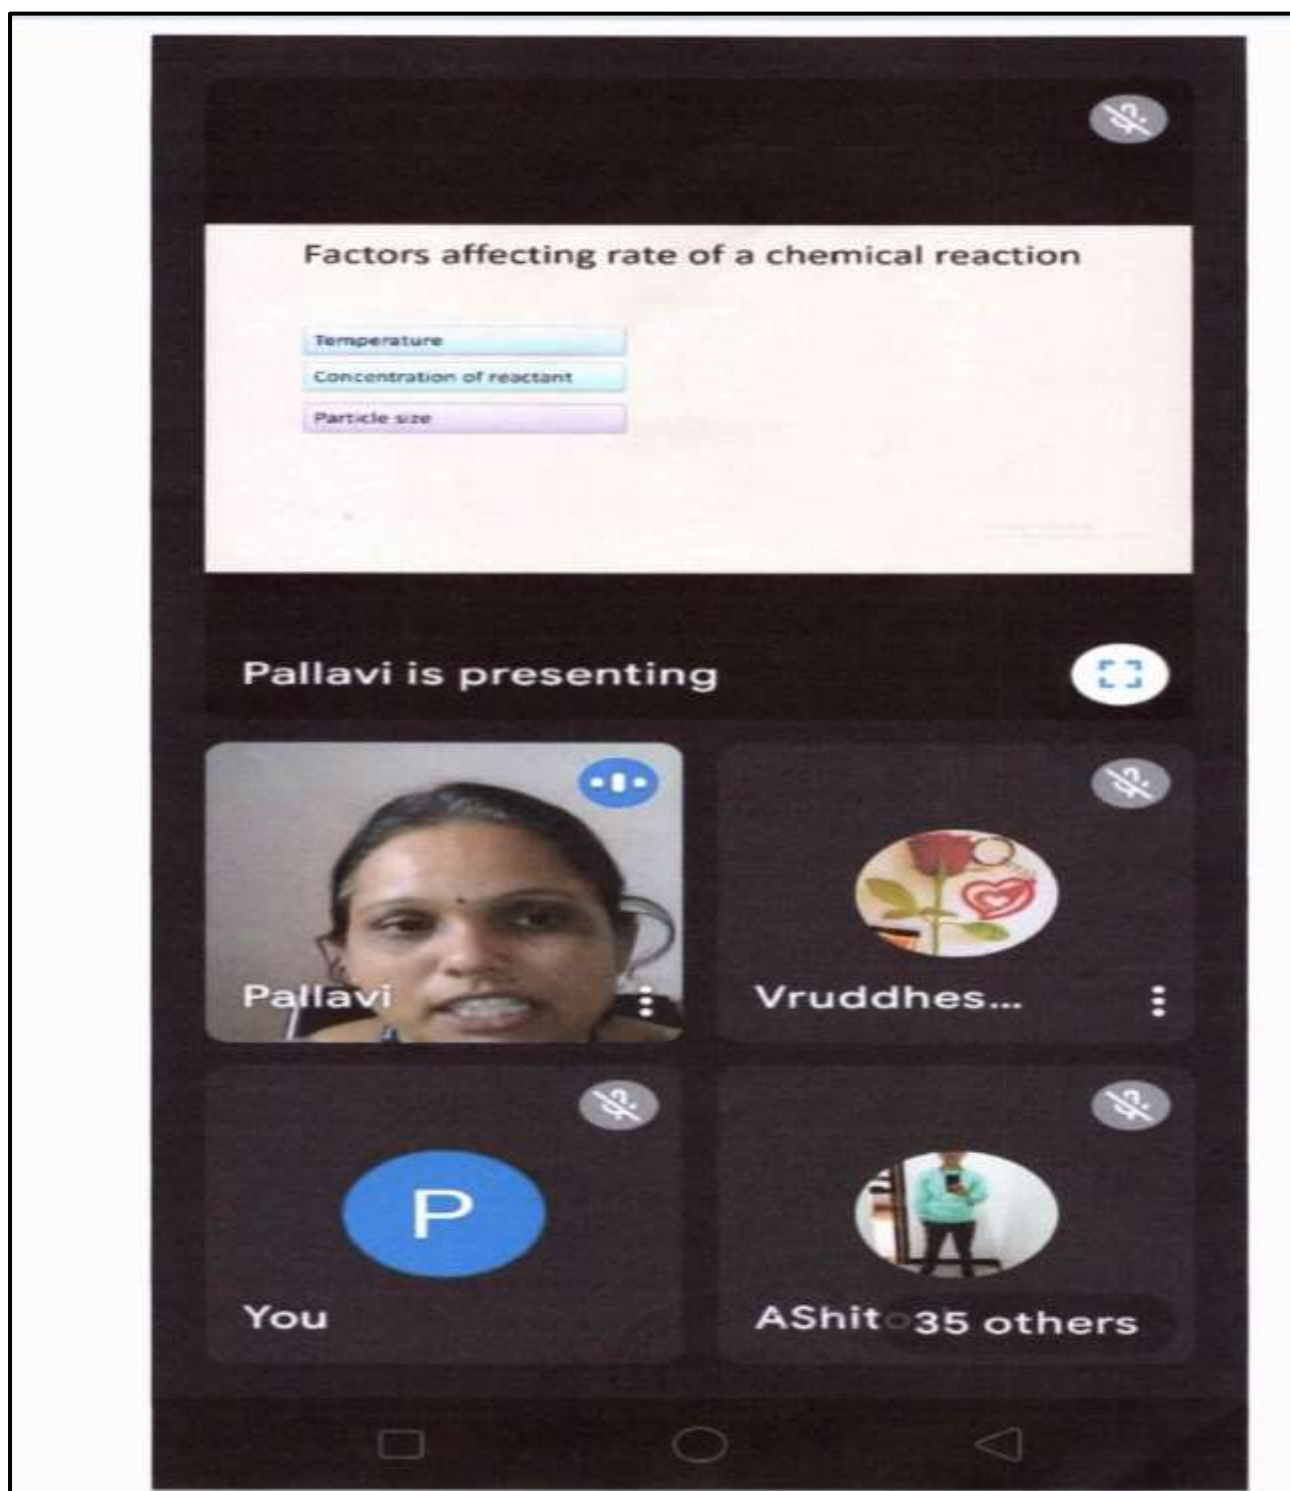 Factors affecting rate of a chemical reaction
Temperature
Concentration of reactant
Particle size
Pallavi is presenting
Pallavi
Vruddhes...
P
You
AShit
35 others